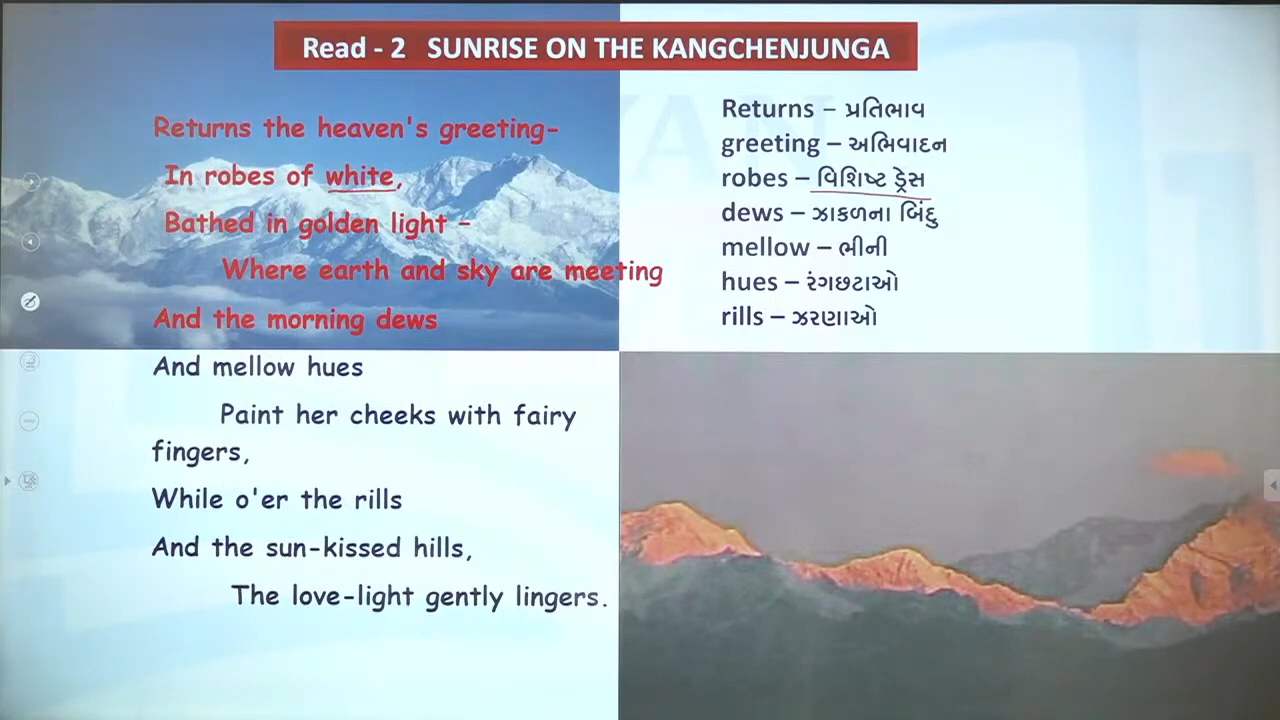 Read - 2 SUNRISE ON THE KANGCHENJUNGA
Returns the heaven's greeting-
In robes of white,
Bathed in golden light -
Where earth and sky are meeting
And the morning dews
And mellow hues
Paint her cheeks with fairy
fingers,
While o'er the rills
And the sun-kissed hills,
The love-light gently lingers.
Returns – પ્રતિભાવ
greeting – અભિવાદન
robes – વિશિષ્ટ ડ્રેસ
dews – ઝાકળના બિંદુ
mellow – ભીની
hues – રંગછટાઓ
rills – ઝરણાઓ